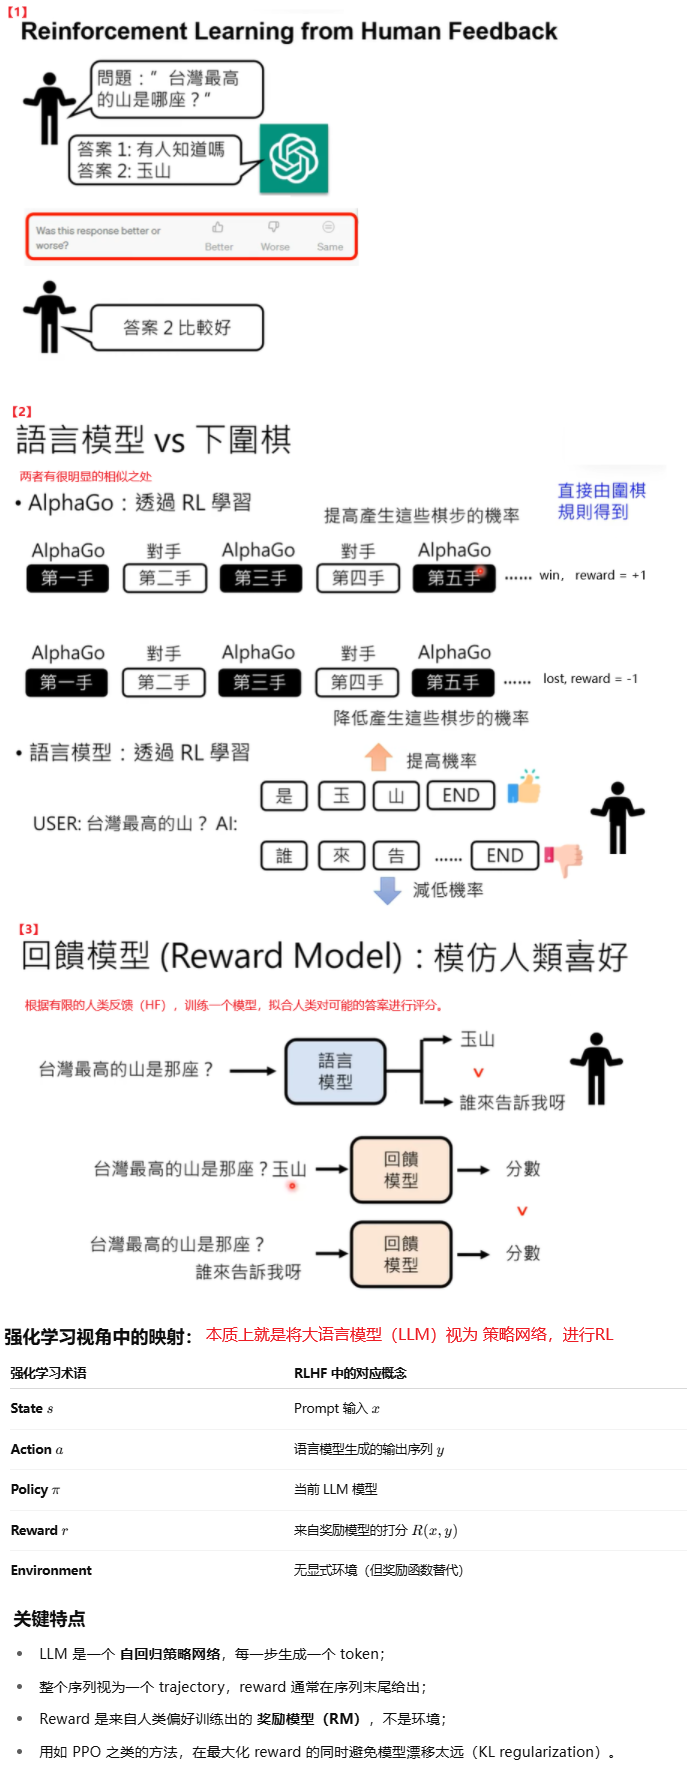 【1】
Reinforcement Learning from Human Feedback
問題：” 台灣最高
的山是哪座？“
答案 1: 有人知道嗎
答案 2: 玉山
Was this response better or
worse?
Better Worse Same
答案 2 比較好
【2】
語言模型 vs 下圍棋
两者有很明显的相似之处
• AlphaGo：透過 RL 學習
提高產生這些棋步的機率
直接由圍棋
規則得到
AlphaGo 對手 AlphaGo 對手 AlphaGo
第一手 第二手 第三手 第四手 第五手 …… win， reward = +1
AlphaGo 對手 AlphaGo 對手 AlphaGo
第一手 第二手 第三手 第四手 第五手 …… lost, reward = -1
降低產生這些棋步的機率
• 語言模型：透過 RL 學習
提高機率
是 玉 山 END
USER: 台灣最高的山？ AI:
誰 來 告 …… END
減低機率
【3】
回饋模型 (Reward Model)：模仿人類喜好
根据有限的人类反馈（HF），训练一个模型，拟合人类对可能的答案进行评分。
台灣最高的山是那座？
語言
模型
玉山
v
誰來告訴我呀
台灣最高的山是那座？玉山
回饋
模型
分數
v
台灣最高的山是那座？
誰來告訴我呀
回饋
模型
分數
强化学习视角中的映射： 本质上就是将大语言模型（LLM）视为 策略网络，进行RL
强化学习术语 RLHF 中的对应概念
State s Prompt 输入 x
Action a 语言模型生成的输出序列 y
Policy π 当前 LLM 模型
Reward r 来自奖励模型的打分 R(x, y)
Environment 无显式环境（但奖励函数替代）
关键特点
• LLM 是一个 自回归策略网络，每一步生成一个 token；
• 整个序列视为一个 trajectory，reward 通常在序列末尾给出；
• Reward 是来自人类偏好训练出的 奖励模型（RM），不是环境；
• 用如 PPO 之类的方法，在最大化 reward 的同时避免模型漂移太远（KL regularization）。